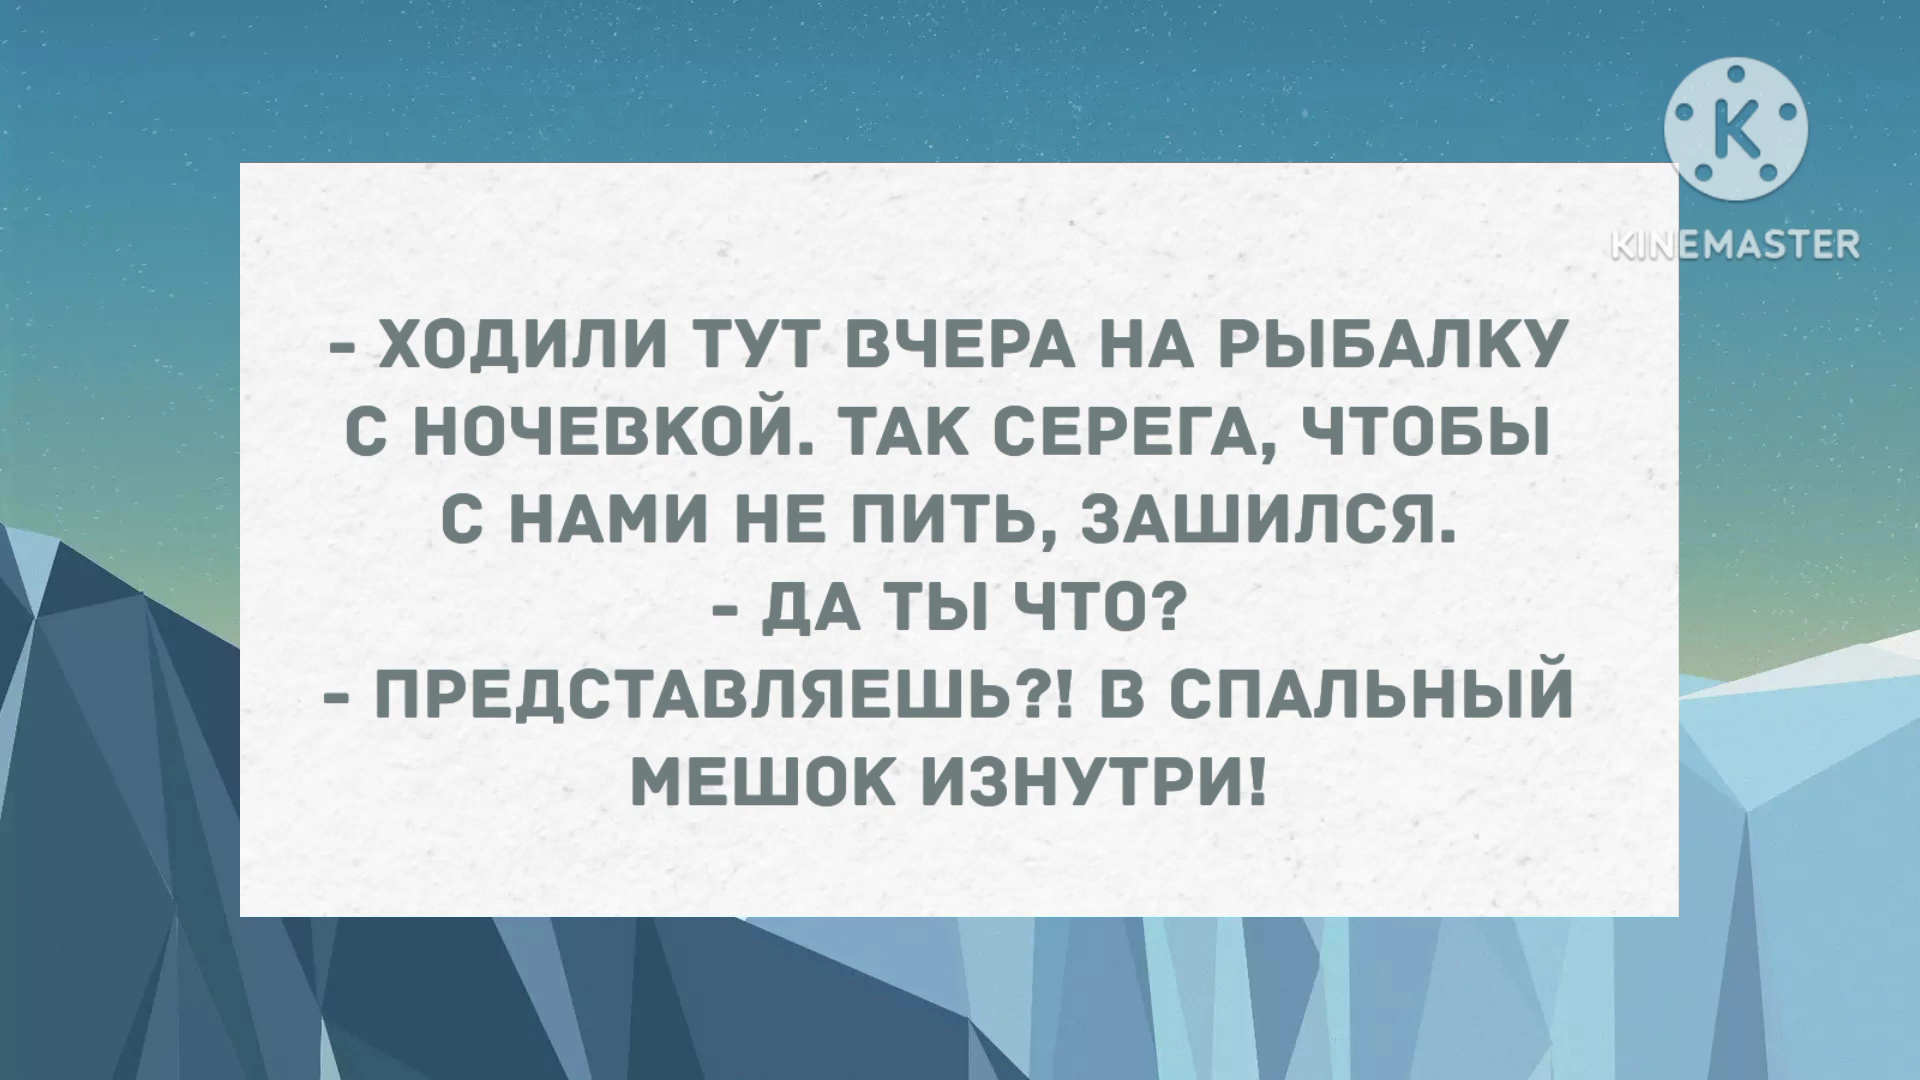 K
KINEMASTER
- ХОДИЛИ ТУТ ВЧЕРА НА РЫБАЛКУ
С НОЧЕВКОЙ. ТАК СЕРЕГА, ЧТОБЫ
С НАМИ НЕ ПИТЬ, ЗАШИЛСЯ.
- ДА ТЫ ЧТО?
- ПРЕДСТАВЛЯЕШЬ?! В СПАЛЬНЫЙ
МЕШОК ИЗНУТРИ!